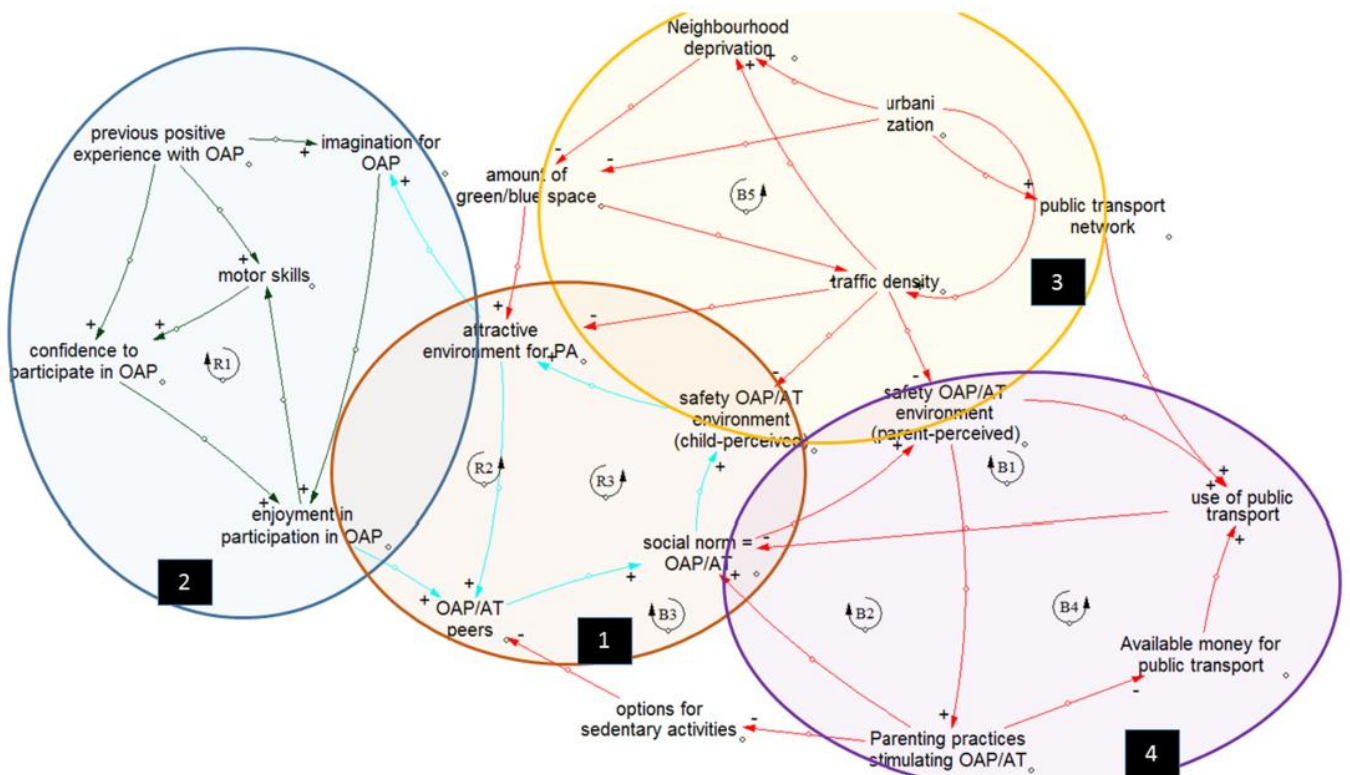 Neighbourhood
deprivation
+
+
urbani
zation
previous positive
experience with OAP
+
imagination for
OAP
+
-
-
amount of
green/blue space
B5
+
public transport
network
3
+
motor skills
traffic density
+
+
+
+
confidence to
participate in OAP
R1
+
-
attractive
environment for PA
+
-
safety OAP/AT
environment
(child-perceived)
-
safety OAP/AT
environment
(parent-perceived)
+
R2
R3
+
B1
+
+
use of public
transport
+
+
+
enjoyment in
participation in OAP
social norm =
OAP/AT
-
+
2
+
+
OAP/AT
peers
-
+
B3
1
B2
B4
Available money for
public transport
-
options for
sedentary activities
-
+
Parenting practices
stimulating OAP/AT
4